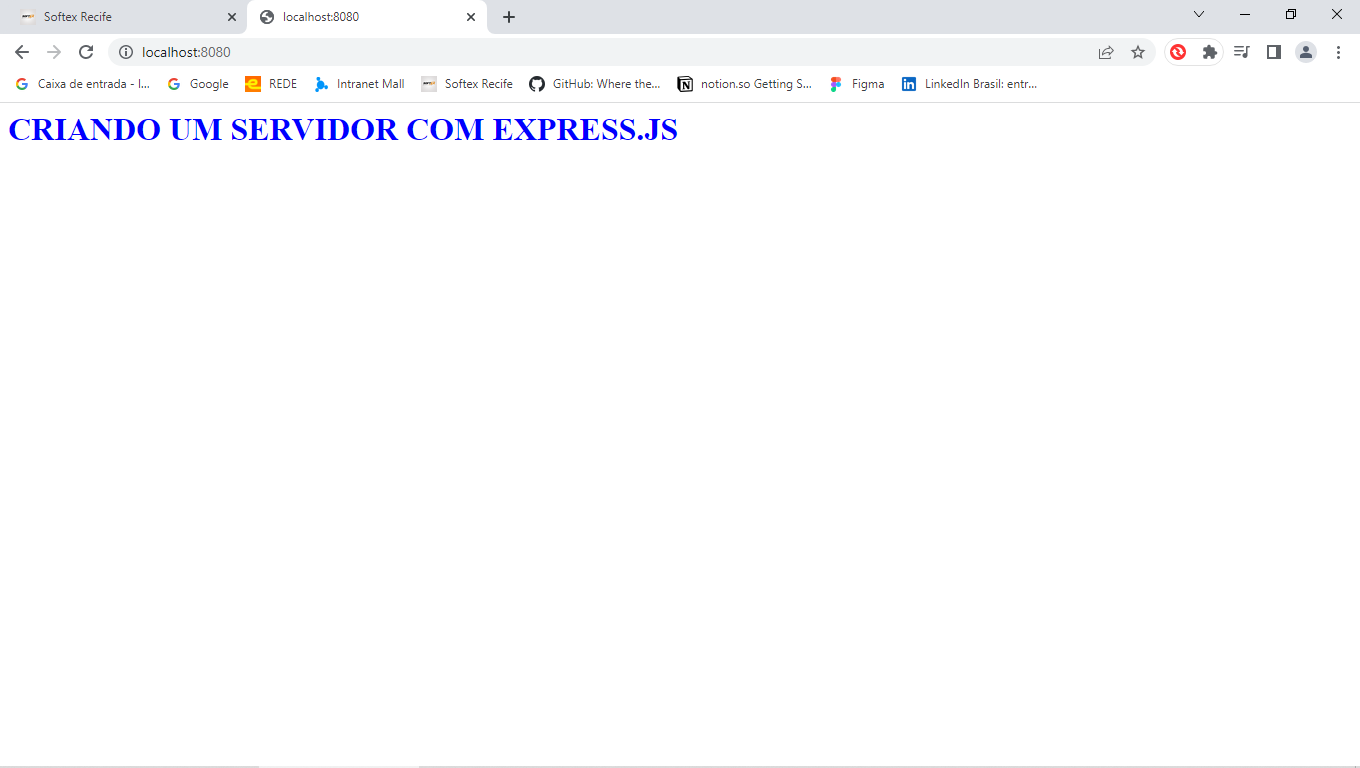 Softex Recife
localhost:8080
localhost:8080
Caixa de entrada - l...
Google
REDE
Intranet Mall
Softex Recife
GitHub: Where the...
notion.so Getting S...
Figma
LinkedIn Brasil: entr...
CRIANDO UM SERVIDOR COM EXPRESS.JS